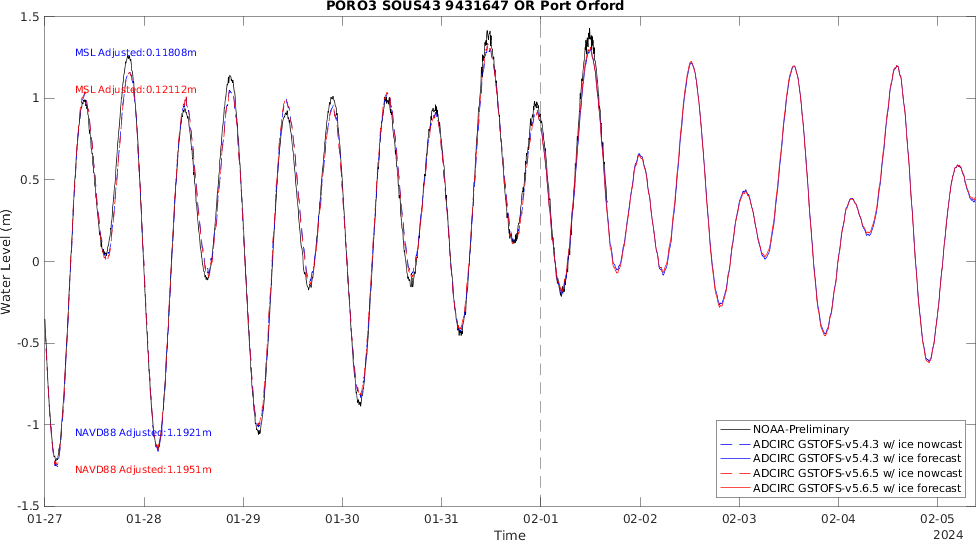 PORO3 SOUS43 9431647 OR Port Orford
Water Level (m)
1.5
1
0.5
0
-0.5
-1
-1.5
MSL Adjusted:0.11808m
MSL Adjusted:0.12112m
NAVD88 Adjusted:1.1921m
NAVD88 Adjusted:1.1951m
NOAA-Preliminary
ADCIRC GSTOFS-v5.4.3 w/ ice nowcast
ADCIRC GSTOFS-v5.4.3 w/ ice forecast
ADCIRC GSTOFS-v5.6.5 w/ ice nowcast
ADCIRC GSTOFS-v5.6.5 w/ ice forecast
01-27 01-28 01-29 01-30 01-31 02-01 02-02 02-03 02-04 02-05
Time
2024